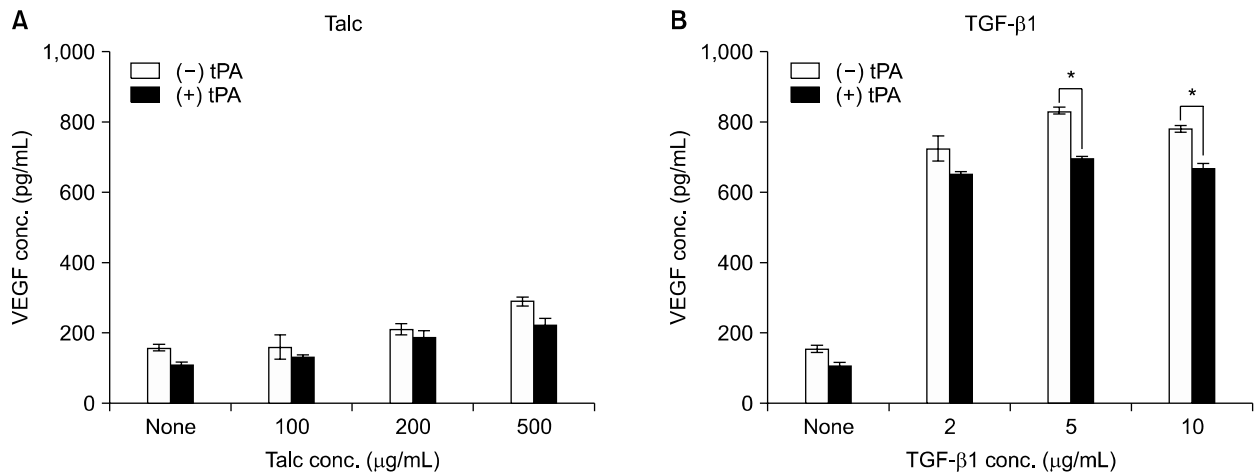 A
Talc
1,000
800
600
400
200
0
VEGF conc. (pg/mL)
(−) tPA
(+) tPA
None 100 200 500
Talc conc. (μg/mL)
B
TGF-β1
1,000
800
600
400
200
0
VEGF conc. (pg/mL)
(−) tPA
(+) tPA
*
*
None 2 5 10
TGF-β1 conc. (μg/mL)